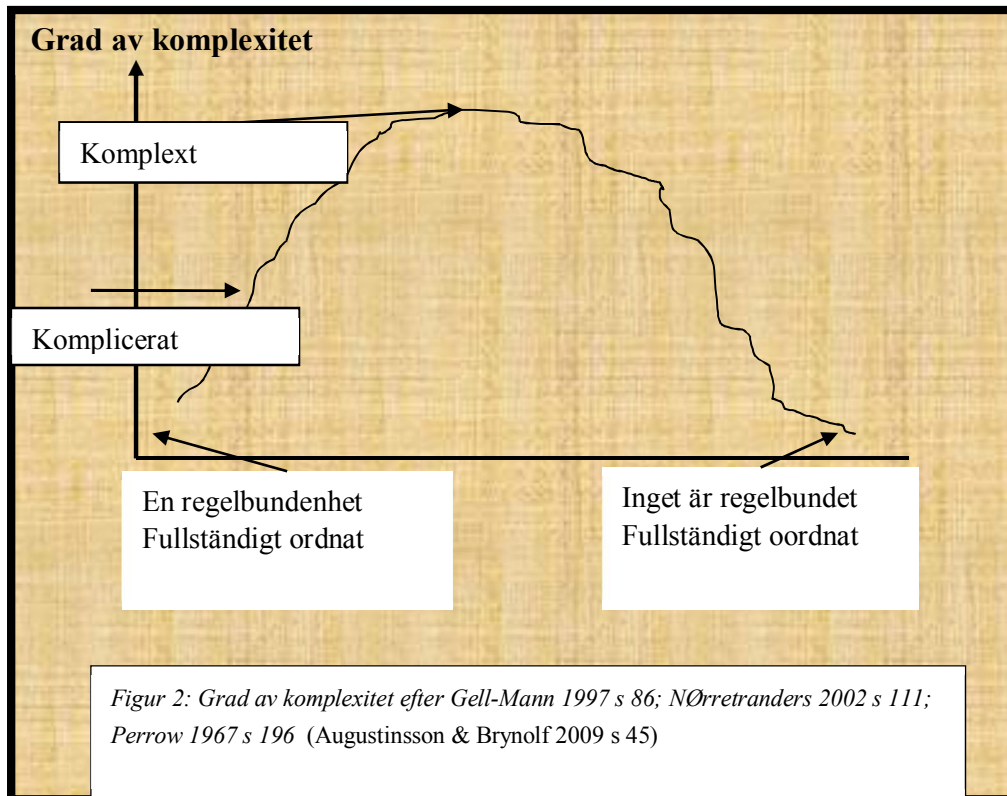 Grad av komplexitet
Komplext
Komplicerat
En regelbundenhet
Fullständigt ordnat
Inget är regelbundet
Fullständigt oordnat
Figur 2: Grad av komplexitet efter Gell-Mann 1997 s 86; NØrretranders 2002 s 111;
Perrow 1967 s 196 (Augustinsson & Brynolf 2009 s 45)